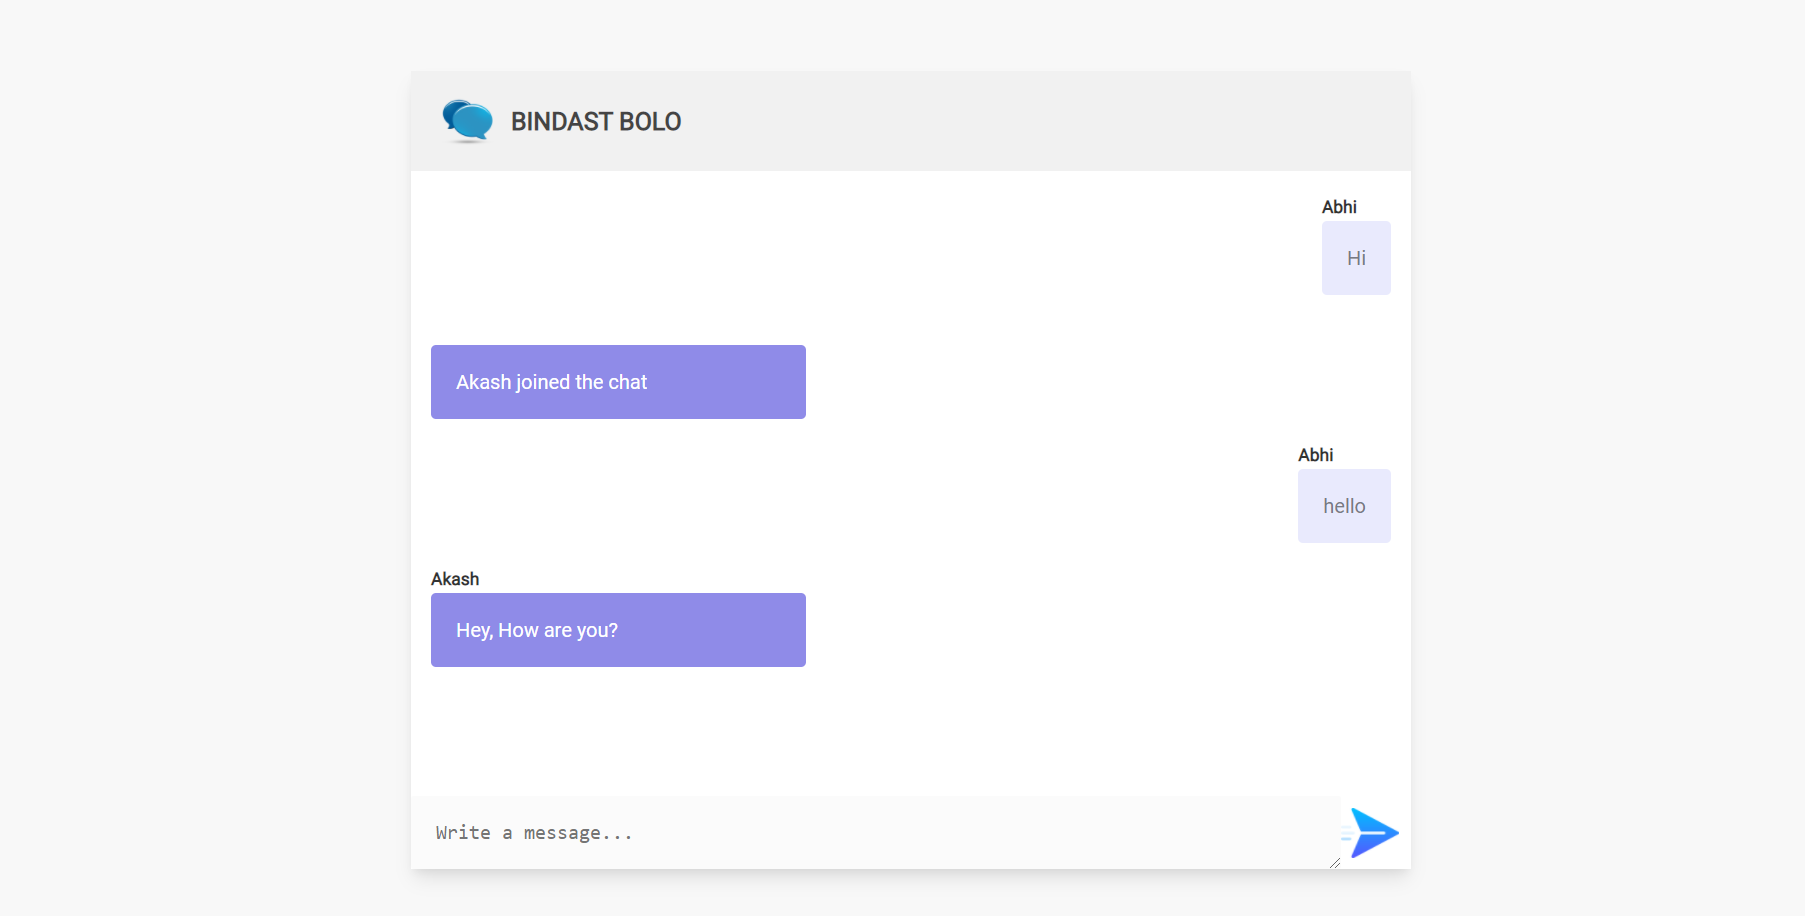 BINDAST BOLO
Abhi
Hi
Akash joined the chat
Abhi
hello
Akash
Hey, How are you?
Write a message...